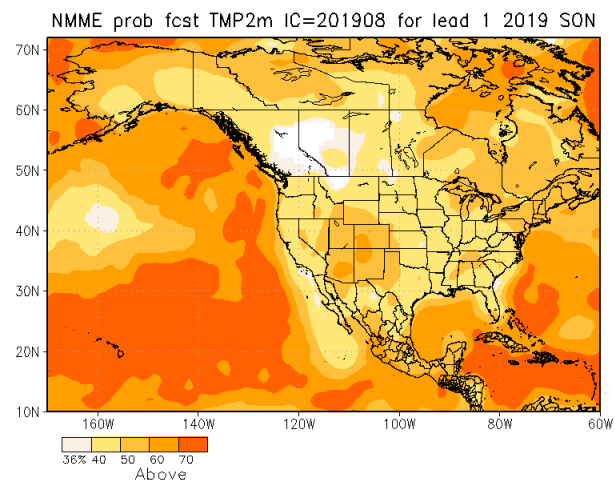 NMME prob fcst TMP2m IC=201908 for lead 1 2019 SON
70N
60N
50N
40N
30N
20N
10N
160W 140W 120W 100W 80W 60W
36% 40 50 60 70
Above